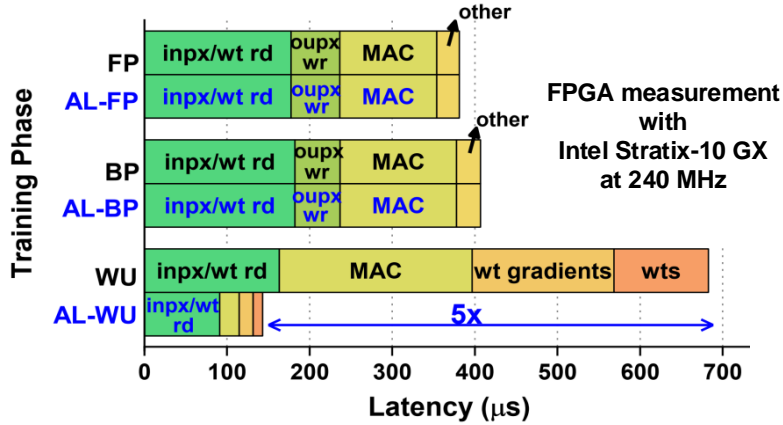 other
FP
inpx/wt rd
oupx
wr
MAC
AL-FP
inpx/wt rd
oupx
wr
MAC
other
FPGA measurement
with
Intel Stratix-10 GX
at 240 MHz
Training Phase
BP
inpx/wt rd
oupx
wr
MAC
AL-BP
inpx/wt rd
oupx
wr
MAC
WU
inpx/wt rd
MAC
wt gradients
wts
AL-WU
inpx/wt
rd
5x
0 100 200 300 400 500 600 700
Latency (μs)